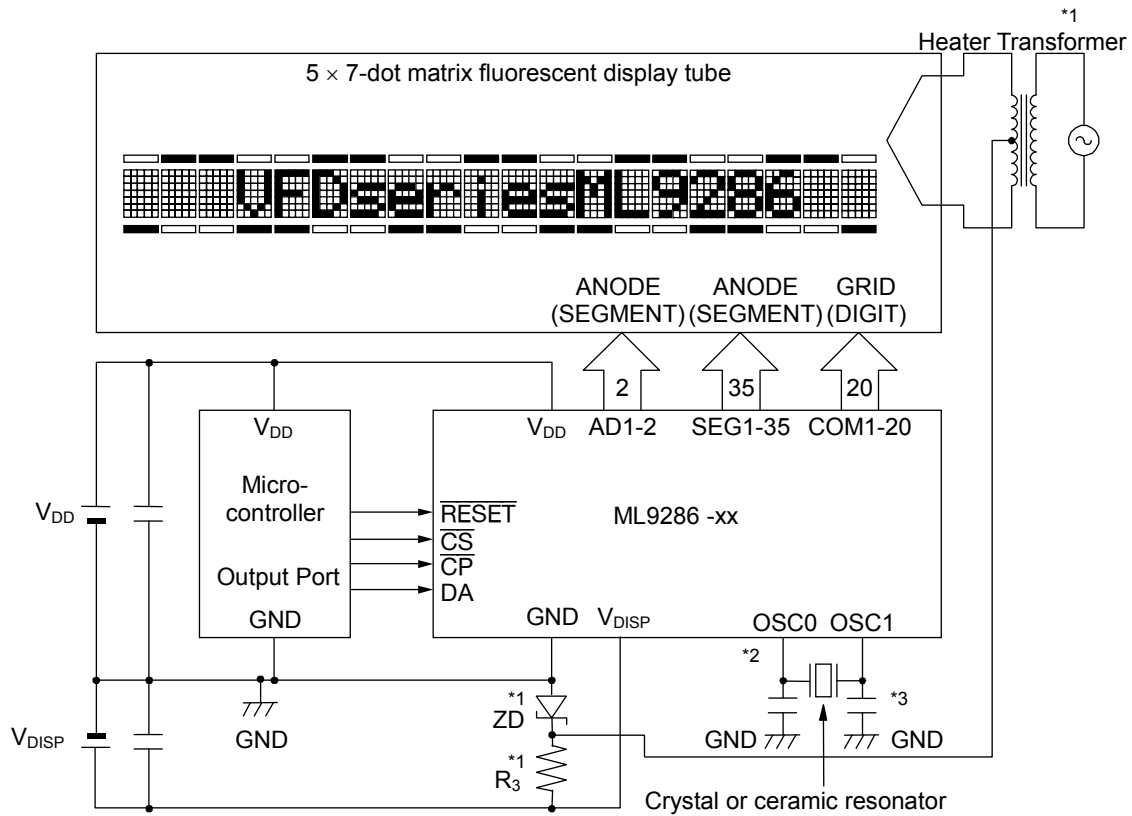 *1
Heater Transformer
5 × 7-dot matrix fluorescent display tube
VFDseriesML9286
ANODE (SEGMENT)
ANODE (SEGMENT)
GRID (DIGIT)
2
35
20
VDD
VDD
AD1-2
SEG1-35
COM1-20
Micro-
controller
VDD
RESET
ML9286 -xx
CS
CP
Output Port
DA
GND
GND
VDISP
OSC0
OSC1
*2
*1
ZD
*3
VDISP
GND
GND
GND
*1
R3
Crystal or ceramic resonator